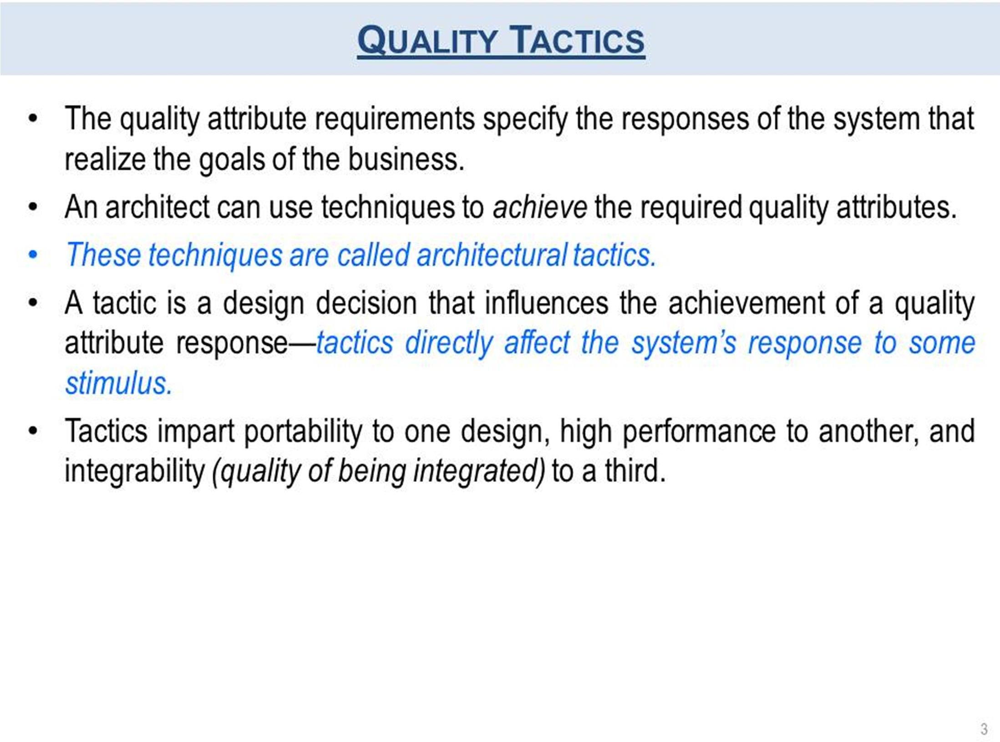 QUALITY TACTICS
• The quality attribute requirements specify the responses of the system that
realize the goals of the business.
• An architect can use techniques to achieve the required quality attributes.
• These techniques are called architectural tactics.
• A tactic is a design decision that influences the achievement of a quality
attribute response—tactics directly affect the system’s response to some
stimulus.
• Tactics impart portability to one design, high performance to another, and
integrability (quality of being integrated) to a third.
3